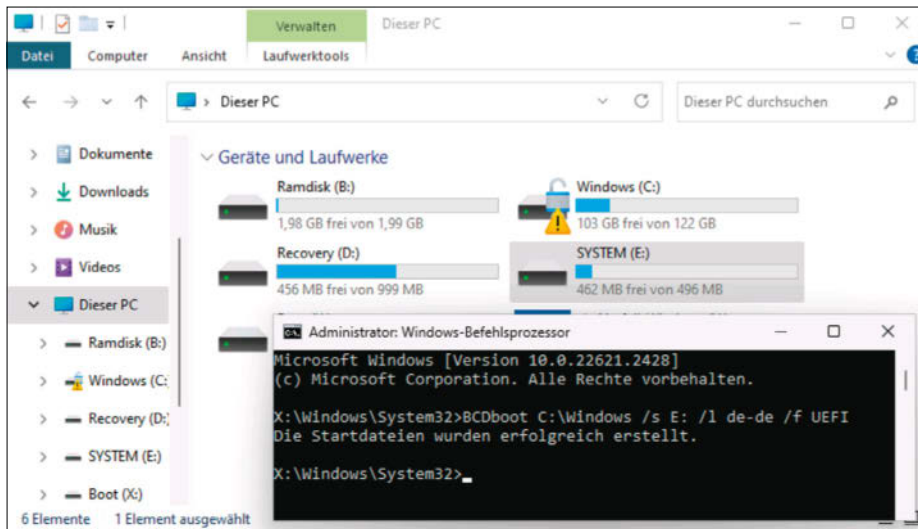 Verwalten
Dieser PC
Datei
Computer
Ansicht
Laufwerktools
Dieser PC
Dieser PC durchsuchen
Dokumente
Downloads
Musik
Videos
Dieser PC
Ramdisk (B:)
Windows (C:
Recovery (D:
SYSTEM (E:)
Boot (X:)
Geräte und Laufwerke
Ramdisk (B:)
1,98 GB frei von 1,99 GB
Windows (C:)
103 GB frei von 122 GB
Recovery (D:)
456 MB frei von 999 MB
SYSTEM (E:)
462 MB frei von 496 MB
Administrator: Windows-Befehlsprozessor
Microsoft Windows [Version 10.0.22621.2428]
(c) Microsoft Corporation. Alle Rechte vorbehalten.
X:\Windows\System32>BCDboot C:\Windows /s E: /l de-de /f UEFI
Die Startdateien wurden erfolgreich erstellt.
X:\Windows\System32>
6 Elemente
1 Element ausgewählt